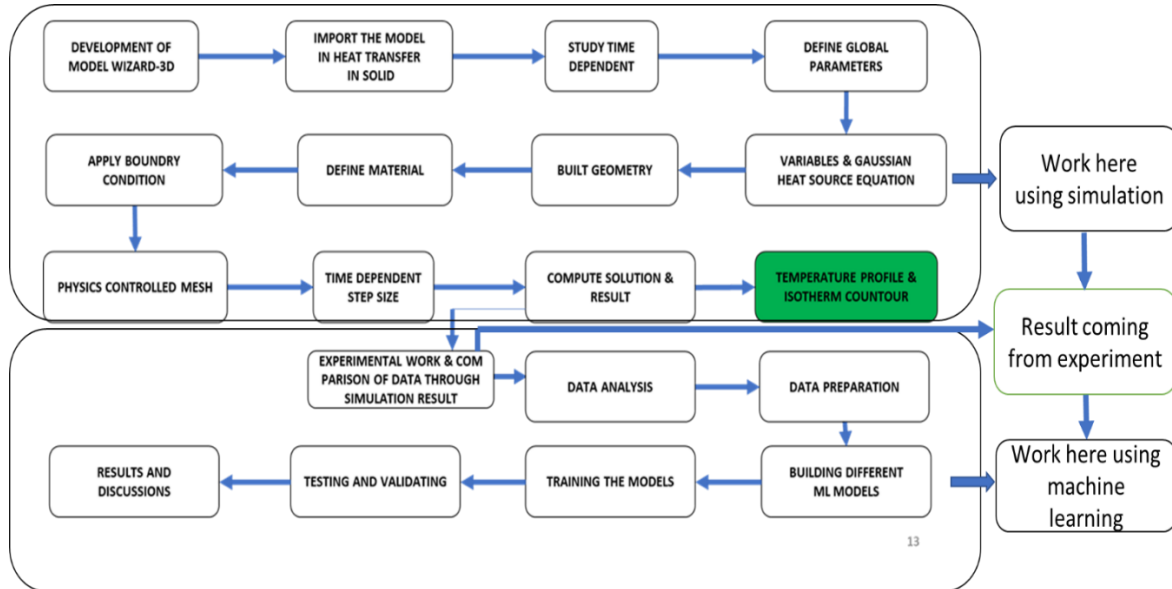 DEVELOPMENT OF
MODEL WIZARD-3D
IMPORT THE MODEL
IN HEAT TRANSFER
IN SOLID
STUDY TIME
DEPENDENT
DEFINE GLOBAL
PARAMETERS
APPLY BOUNDRY
CONDITION
DEFINE MATERIAL
BUILT GEOMETRY
VARIABLES & GAUSSIAN
HEAT SOURCE EQUATION
Work here
using simulation
PHYSICS CONTROLLED MESH
TIME DEPENDENT
STEP SIZE
COMPUTE SOLUTION &
RESULT
TEMPERATURE PROFILE &
ISOTHERM COUNTOUR
Result coming
from experiment
EXPERIMENTAL WORK & COM
PARISON OF DATA THROUGH
SIMULATION RESULT
DATA ANALYSIS
DATA PREPARATION
RESULTS AND
DISCUSSIONS
TESTING AND VALIDATING
TRAINING THE MODELS
BUILDING DIFFERENT
ML MODELS
Work here using
machine
learning
13